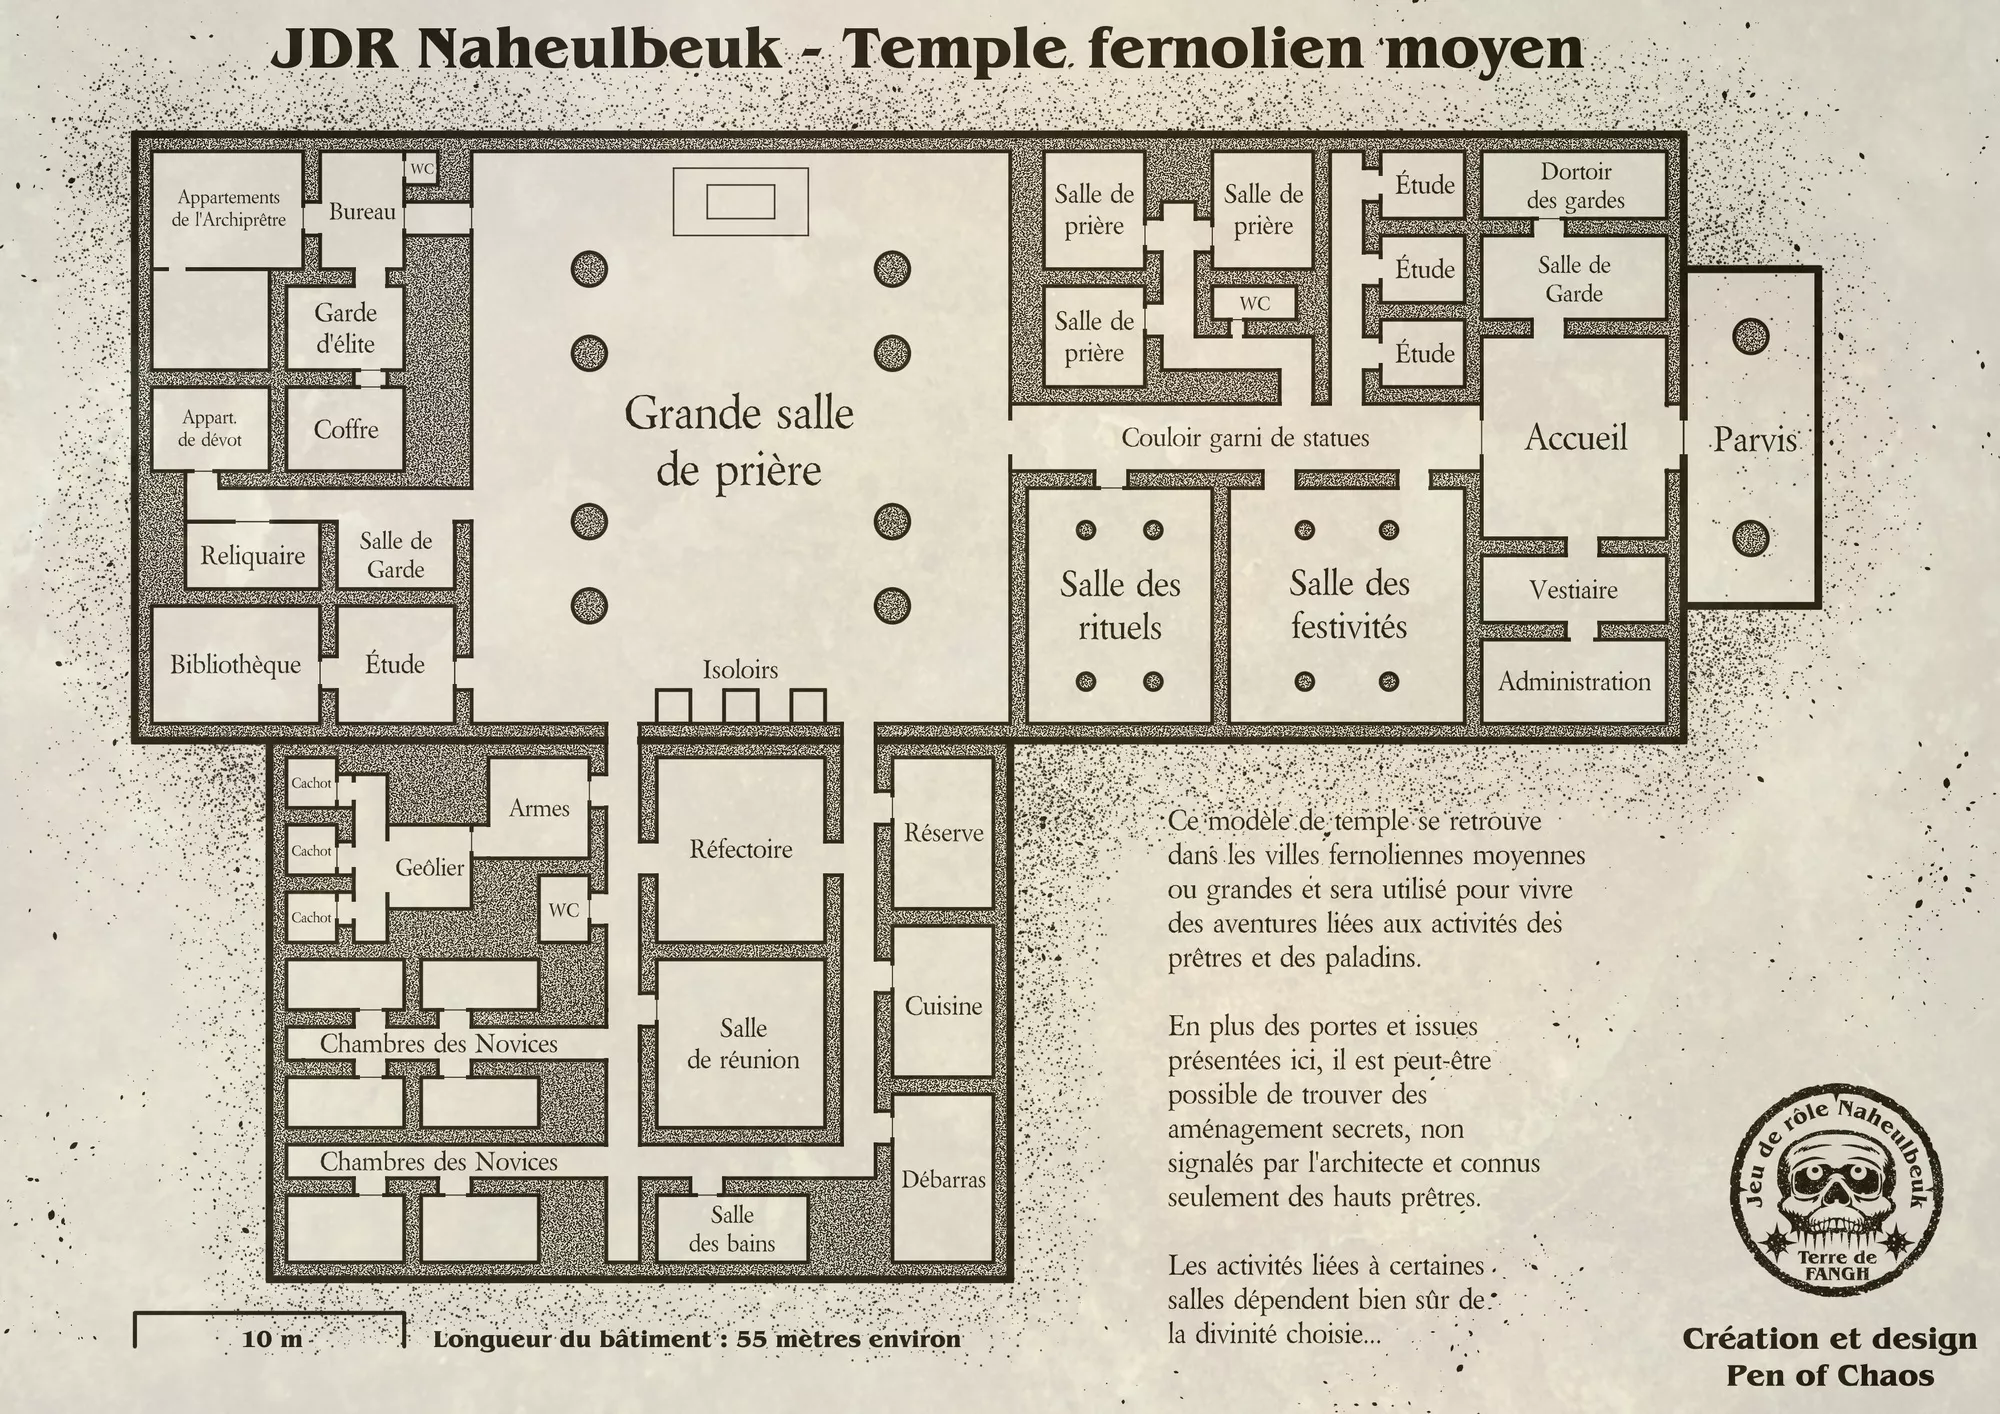 JDR Naheulbeuk - Temple fernolien moyen
Appartements
de l'Archiprêtre
Bureau
WC
Garde
d'élite
Appart.
de dévot
Coffre
Reliquaire
Salle de
Garde
Bibliothèque
Étude
Grande salle
de prière
Isoloirs
Salle de
prière
Salle de
prière
Salle de
prière
WC
Étude
Étude
Étude
Dortoir
des gardes
Salle de
Garde
Couloir garni de statues
Accueil
Parvis
Salle des
rituels
Salle des
festivités
Vestiaire
Administration
Cachot
Cachot
Cachot
Geôlier
Armes
WC
Réfectoire
Réserve
Cuisine
Salle
de réunion
Chambres des Novices
Chambres des Novices
Débarras
Salle
des bains
Ce modèle de temple se retrouve
dans les villes fernoliennes moyennes
ou grandes et sera utilisé pour vivre
des aventures liées aux activités des
prêtres et des paladins.
En plus des portes et issues
présentées ici, il est peut-être
possible de trouver des
aménagement secrets, non
signalés par l'architecte et connus
seulement des hauts prêtres.
Les activités liées à certaines
salles dépendent bien sûr de
la divinité choisie...
10 m
Longueur du bâtiment : 55 mètres environ
Jeu de rôle Naheulbeuk
Terre de
FANGH
Création et design
Pen of Chaos